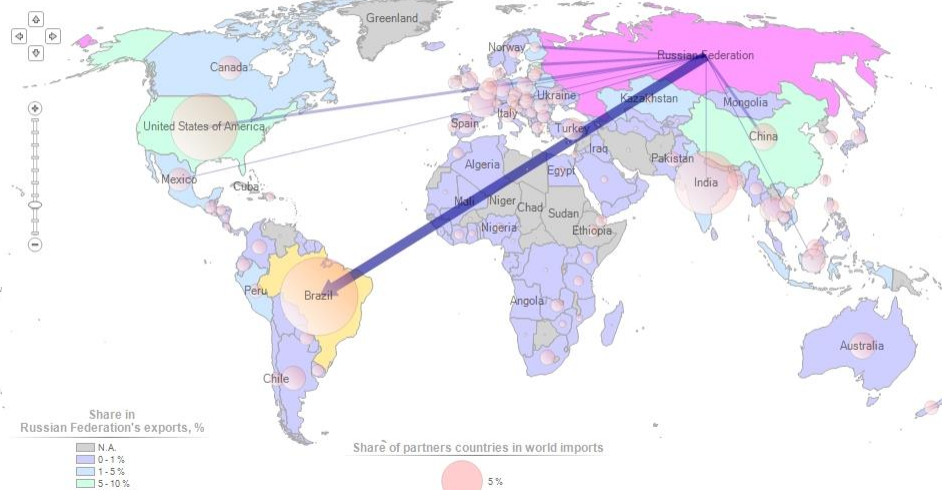 Greenland
Norway
Russian Federation
Canada
Ukraine
Kazakhstan
Mongolia
United States of America
Spain
Italy
Turkey
China
Iraq
Pakistan
Mexico
Cuba
Algeria
Egypt
India
Mali
Niger
Chad
Sudan
Nigeria
Ethiopia
Peru
Brazil
Angola
Chile
Australia
Share in
Russian Federation's exports, %
N.A.
0 - 1 %
1 - 5 %
5 - 10 %
Share of partners countries in world imports
5 %